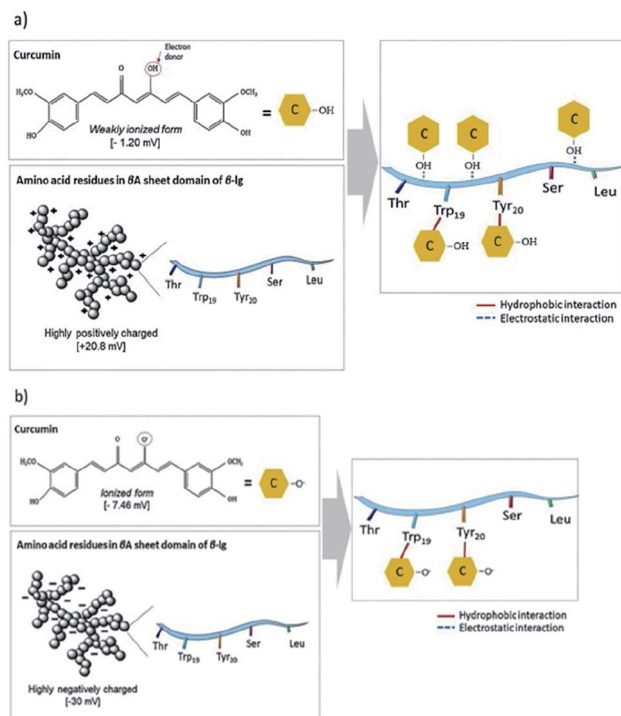 a)
Curcumin
Electron
donor
OH
O
H₃CO
OCH₃
HO
OH
Weakly ionized form
[- 1.20 mV]
=
C
-OH
Amino acid residues in βA sheet domain of β-Ig
Highly positively charged
[+20.8 mV]
Thr
Trp₁₉
Tyr₂₀
Ser
Leu
C
OH
C
OH
C
OH
Thr
Trp₁₉
Tyr₂₀
Ser
Leu
C
-OH
C
-OH
Hydrophobic interaction
Electrostatic interaction
b)
Curcumin
O
O⁻
H₃CO
OCH₃
HO
OH
Ionized form
[- 7.46 mV]
=
C
-O⁻
Amino acid residues in βA sheet domain of β-Ig
Highly negatively charged
[-30 mV]
Thr
Trp₁₉
Tyr₂₀
Ser
Leu
Thr
Trp₁₉
Tyr₂₀
Ser
Leu
C
-O⁻
C
-O⁻
Hydrophobic interaction
Electrostatic interaction